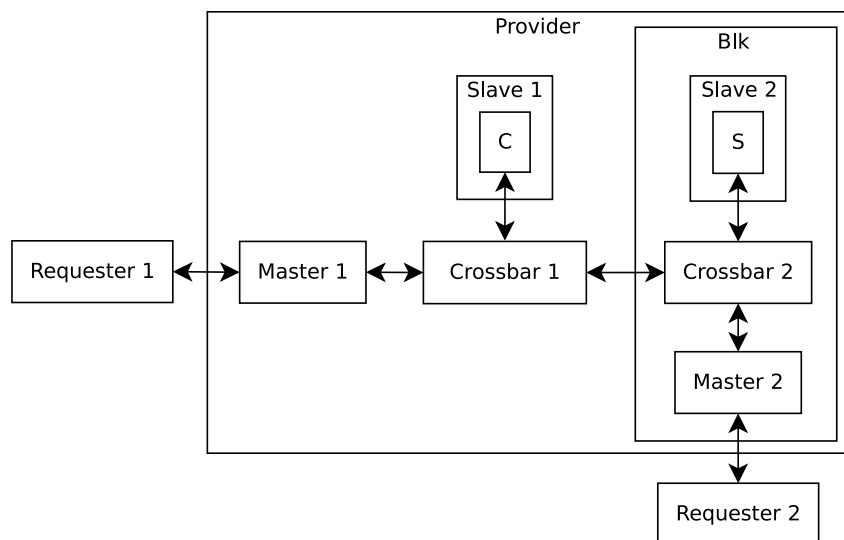 Provider
Blk
Slave 1
Slave 2
C
S
Requester 1
Master 1
Crossbar 1
Crossbar 2
Master 2
Requester 2